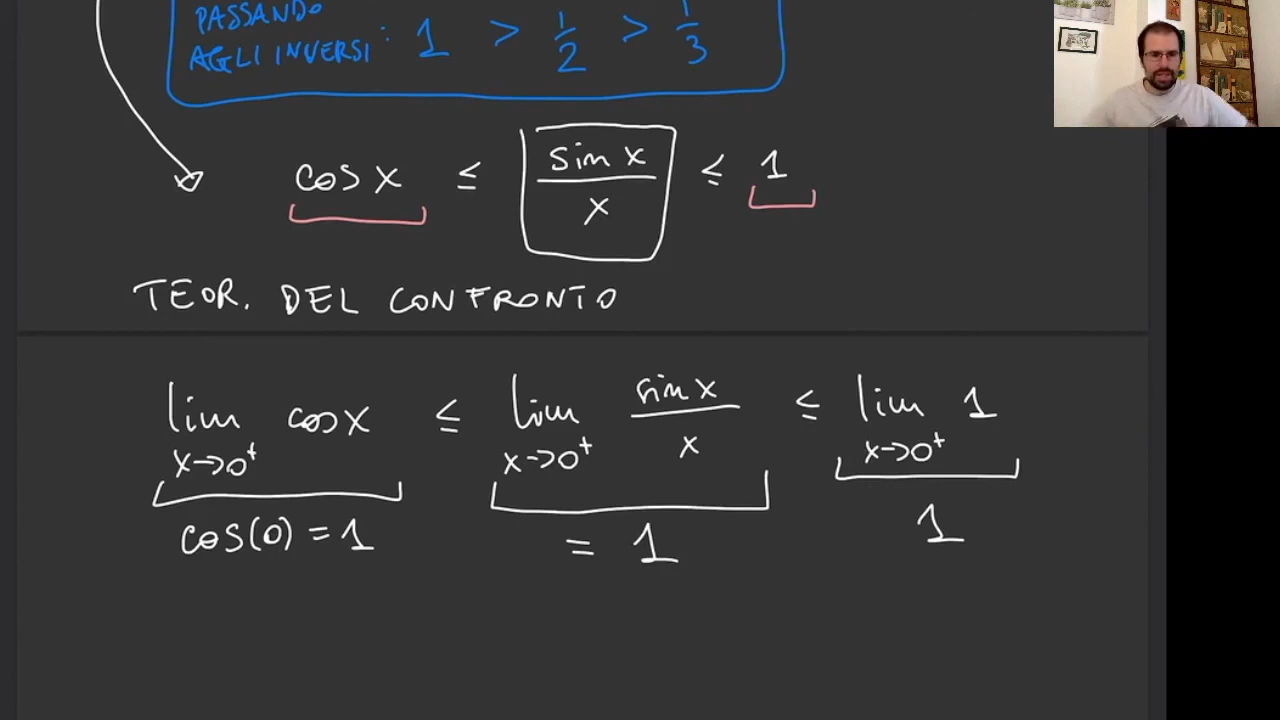 PASSANDO
AGLI INVERSI : 1 > 1/2 > 1/3
cos x ≤ sin x / x ≤ 1
TEOR. DEL CONFRONTO
lim x→0⁺ cos x ≤ lim x→0⁺ sin x / x ≤ lim x→0⁺ 1
cos(0) = 1 = 1 1